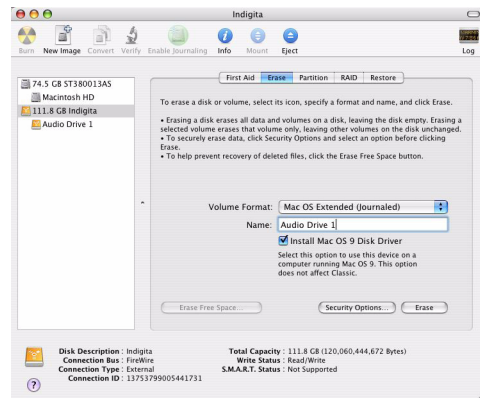 Indigita
Burn New Image Convert Verify Enable Journaling Info Mount Eject Log
74.5 GB ST380013AS
Macintosh HD
111.8 GB Indigita
Audio Drive 1
First Aid Erase Partition RAID Restore
To erase a disk or volume, select its icon, specify a format and name, and click Erase.
• Erasing a disk erases all data and volumes on a disk, leaving the disk empty. Erasing a
selected volume erases that volume only, leaving other volumes on the disk unchanged.
• To securely erase data, click Security Options and select an option before clicking
Erase.
• To help prevent recovery of deleted files, click the Erase Free Space button.
Volume Format: Mac OS Extended (Journaled)
Name: Audio Drive 1
Install Mac OS 9 Disk Driver
Select this option to use this device on a
computer running Mac OS 9. This option
does not affect Classic.
Erase Free Space... Security Options... Erase
Disk Description : Indigita Total Capacity : 111.8 GB (120,060,444,672 Bytes)
Connection Bus : FireWire Write Status : Read/Write
Connection Type : External S.M.A.R.T. Status : Not Supported
Connection ID : 13753799005441731
?